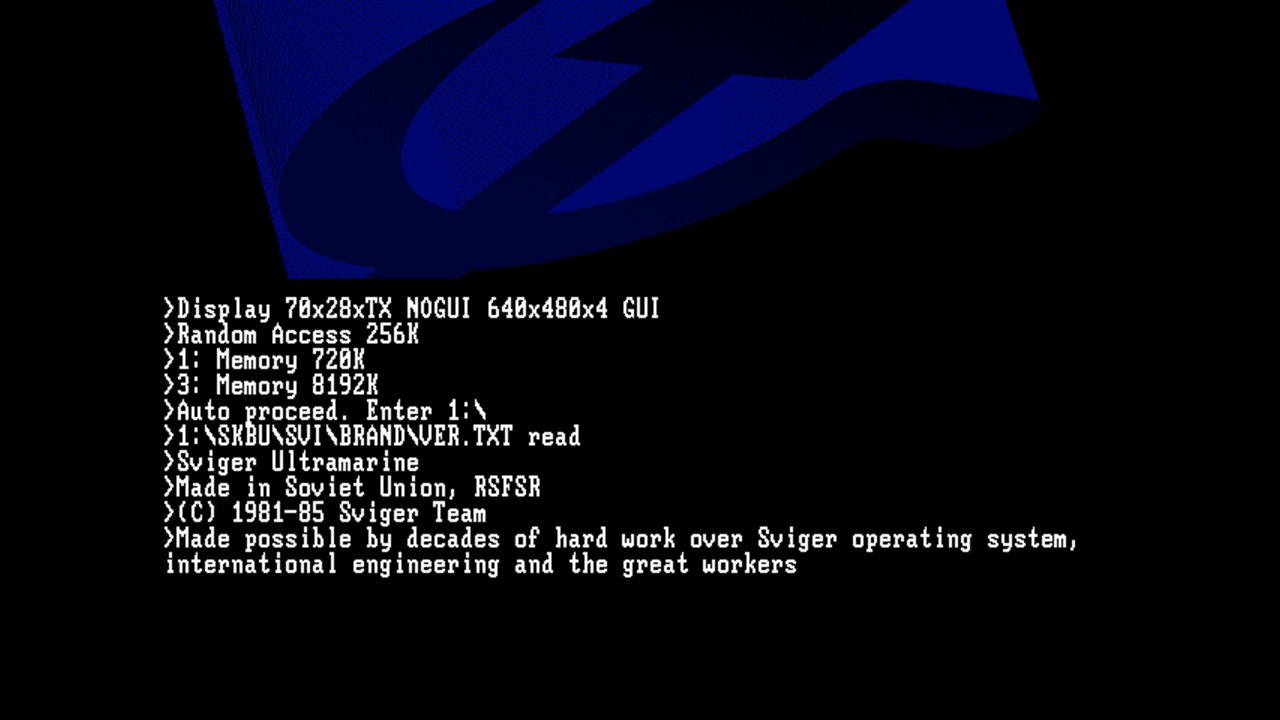 >Display 70x28xTX NOGUI 640x480x4 GUI
>Random Access 256K
>1: Memory 720K
>3: Memory 8192K
>Auto proceed. Enter 1:\
>1:\SKBU\SVI\BRAND\VER.TXT read
>Sviger Ultramarine
>Made in Soviet Union, RSFSR
>(C) 1981-85 Sviger Team
>Made possible by decades of hard work over Sviger operating system,
international engineering and the great workers